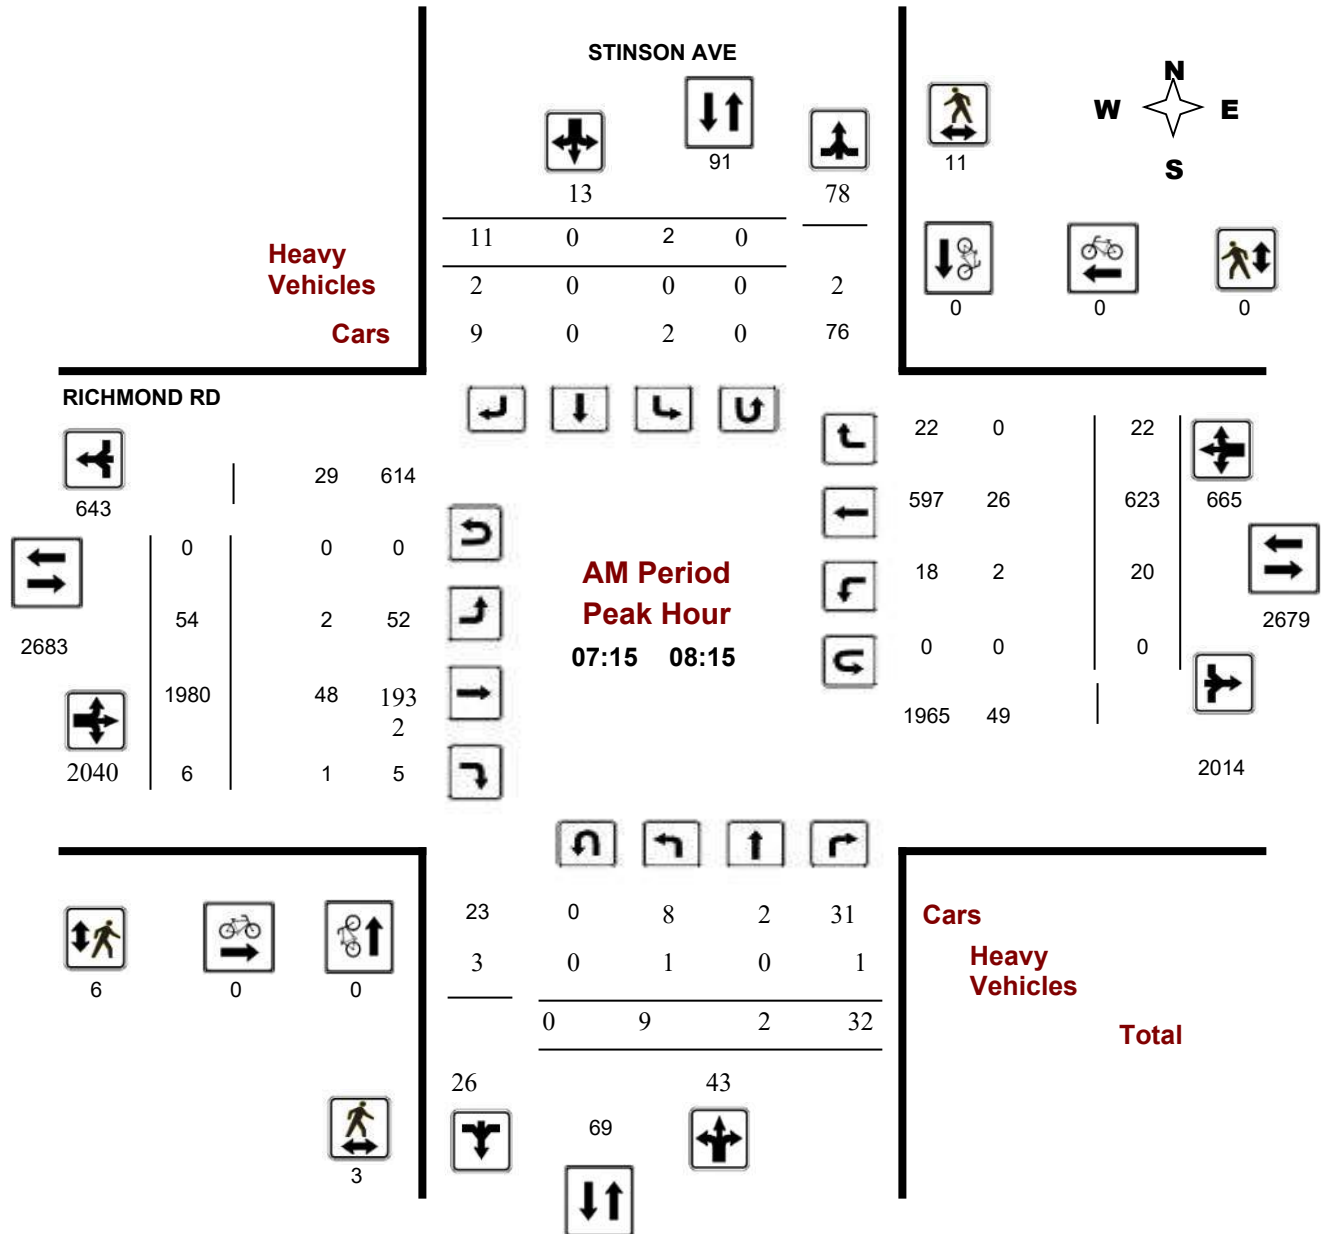 STINSON AVE
N
W E
S
91
11
13 78
11 0 2 0
Heavy
Vehicles
2 0 0 0 2
0 0 0
Cars
9 0 2 0 76
RICHMOND RD
22 0 22
29 614
643
597 26 623 665
0 0 0
AM Period
18 2 20
Peak Hour
54 2 52
2679
2683
07:15 08:15
0 0 0
1980 48 193
2
1965 49
2040 6 1 5
2014
23 0 8 2 31
Cars
3 0 1 0 1
Heavy
Vehicles
6 0 0
0 9 2 32
Total
26 43
69
3